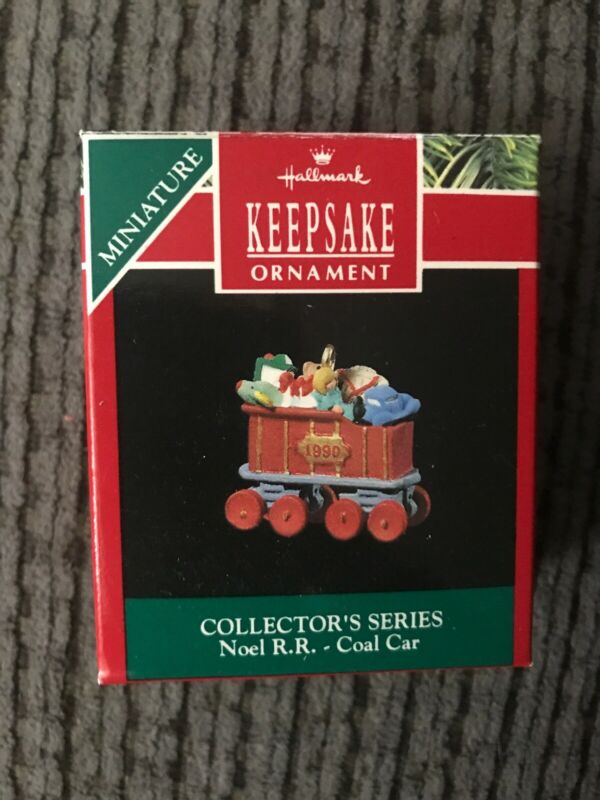 MINIATURE
Hallmark
KEEPSAKE
ORNAMENT
1990
COLLECTOR'S SERIES
Noel R.R. - Coal Car